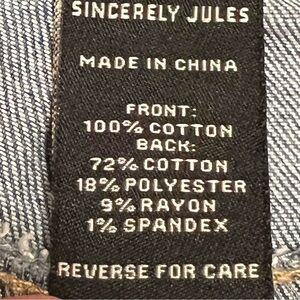 SINCERELY JULES
MADE IN CHINA
FRONT:
100% COTTON
BACK:
72% COTTON
18% POLYESTER
9% RAYON
1% SPANDEX
REVERSE FOR CARE